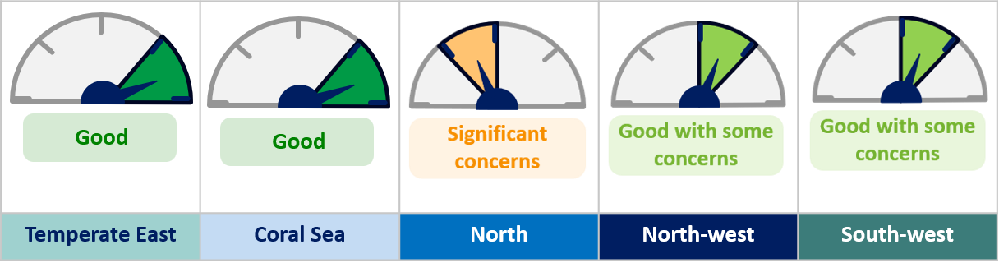 Good
Good
Significant
concerns
Good with some
concerns
Good with some
concerns
Temperate East
Coral Sea
North
North-west
South-west